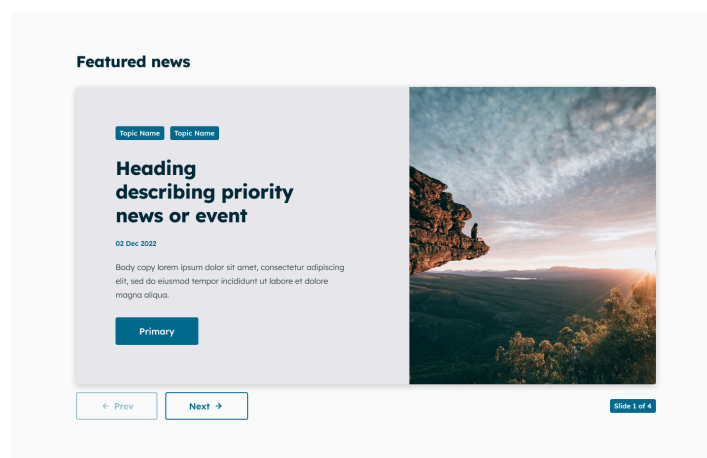 Featured news
Topic Name Topic Name
Heading
describing priority
news or event
02 Dec 2022
Body copy lorem ipsum dolor sit amet, consectetur adipiscing
elit, sed do eiusmod tempor incididunt ut labore et dolore
magna aliqua.
Primary
← Prev Next →
Slide 1 of 4